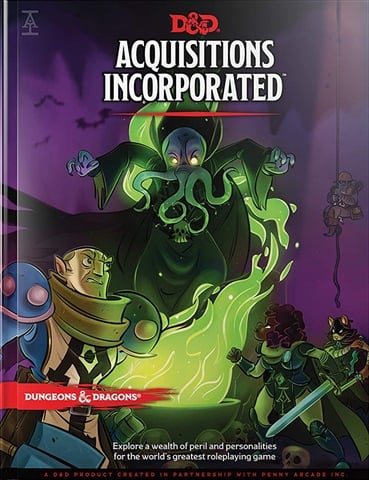 D&D
ACQUISITIONS
INCORPORATED™
DUNGEONS & DRAGONS®
Explore a wealth of peril and personalities
for the world's greatest roleplaying game
A D&D PRODUCT CREATED IN PARTNERSHIP WITH PENNY ARCADE INC.